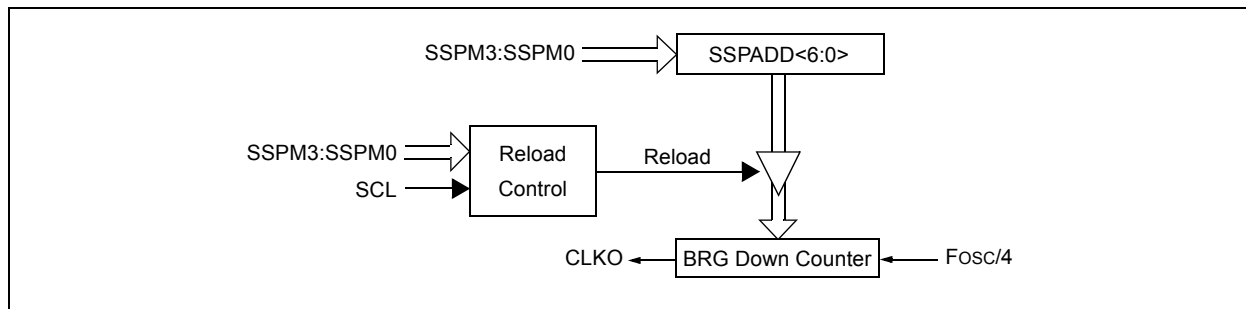 SSPM3:SSPM0
SSPADD<6:0>
SSPM3:SSPM0
SCL
Reload
Control
Reload
CLKO
BRG Down Counter
FOSC/4